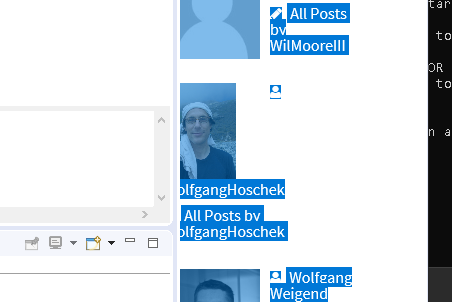 All Posts
by
WilMooreIII
olfgangHoschek
All Posts by
olfgangHoschek
Wolfgang
Weigend
tar
to
OR
to
n a